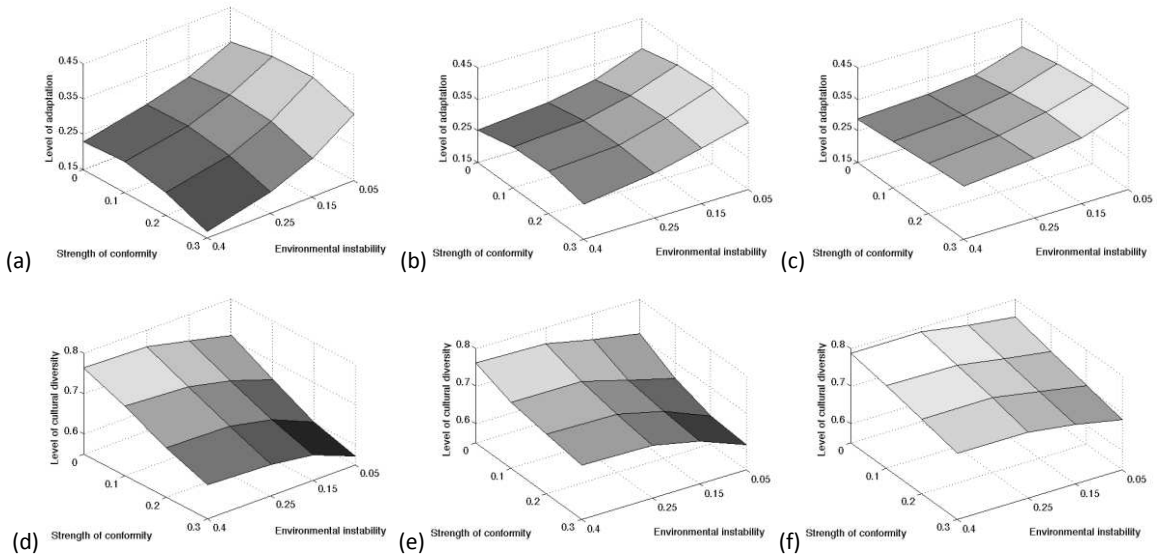 Level of adaptation
0.45
0.35
0.25
0.15
0
0.1
0.2
0.3
0.4
0.25
0.15
0.05
Strength of conformity
Environmental instability
(a)
Level of adaptation
0.45
0.35
0.25
0.15
0
0.1
0.2
0.3
0.4
0.25
0.15
0.05
Strength of conformity
Environmental instability
(b)
Level of adaptation
0.45
0.35
0.25
0.15
0
0.1
0.2
0.3
0.4
0.25
0.15
0.05
Strength of conformity
Environmental instability
(c)
Level of cultural diversity
0.8
0.7
0.6
0
0.1
0.2
0.3
0.4
0.25
0.15
0.05
Strength of conformity
Environmental instability
(d)
Level of cultural diversity
0.8
0.7
0.6
0
0.1
0.2
0.3
0.4
0.25
0.15
0.05
Strength of conformity
Environmental instability
(e)
Level of cultural diversity
0.8
0.7
0.6
0
0.1
0.2
0.3
0.4
0.25
0.15
0.05
Strength of conformity
Environmental instability
(f)